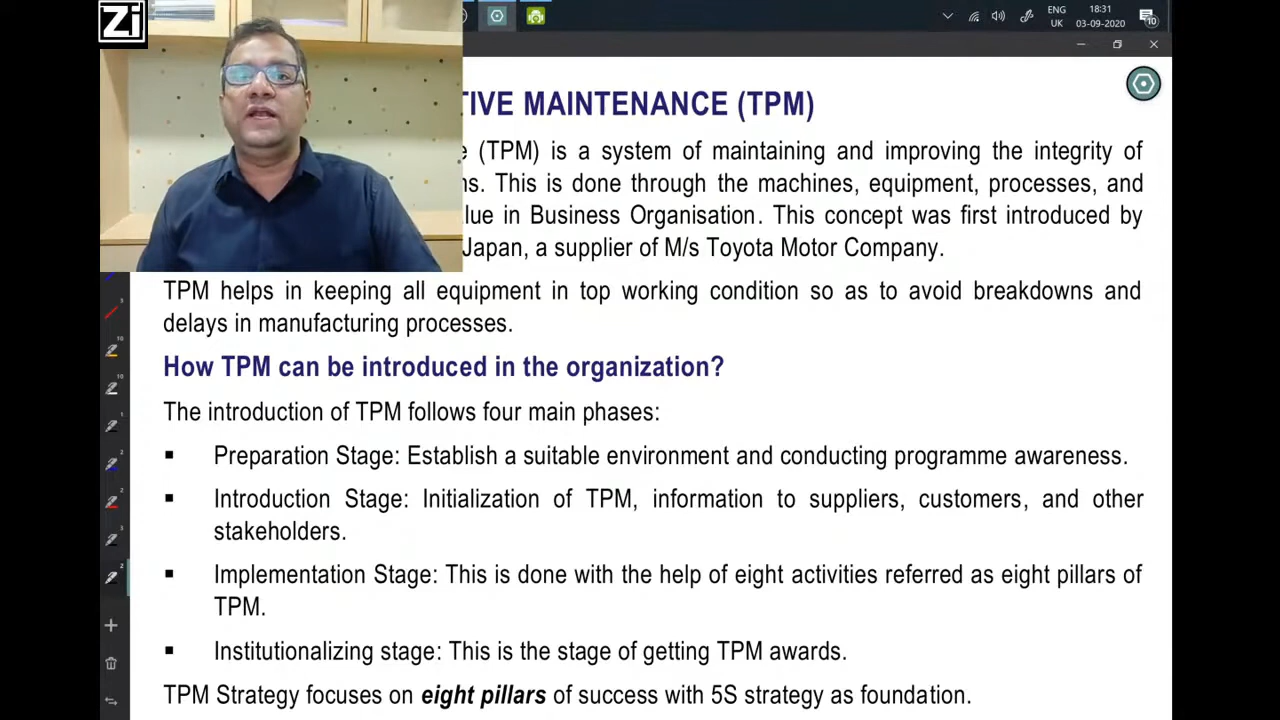 Zi
ENG
UK
18:31
03-09-2020
10
TIVE MAINTENANCE (TPM)
e (TPM) is a system of maintaining and improving the integrity of
ns. This is done through the machines, equipment, processes, and
lue in Business Organisation. This concept was first introduced by
Japan, a supplier of M/s Toyota Motor Company.
TPM helps in keeping all equipment in top working condition so as to avoid breakdowns and
delays in manufacturing processes.
How TPM can be introduced in the organization?
The introduction of TPM follows four main phases:
▪ Preparation Stage: Establish a suitable environment and conducting programme awareness.
▪ Introduction Stage: Initialization of TPM, information to suppliers, customers, and other
stakeholders.
▪ Implementation Stage: This is done with the help of eight activities referred as eight pillars of
TPM.
▪ Institutionalizing stage: This is the stage of getting TPM awards.
TPM Strategy focuses on eight pillars of success with 5S strategy as foundation.